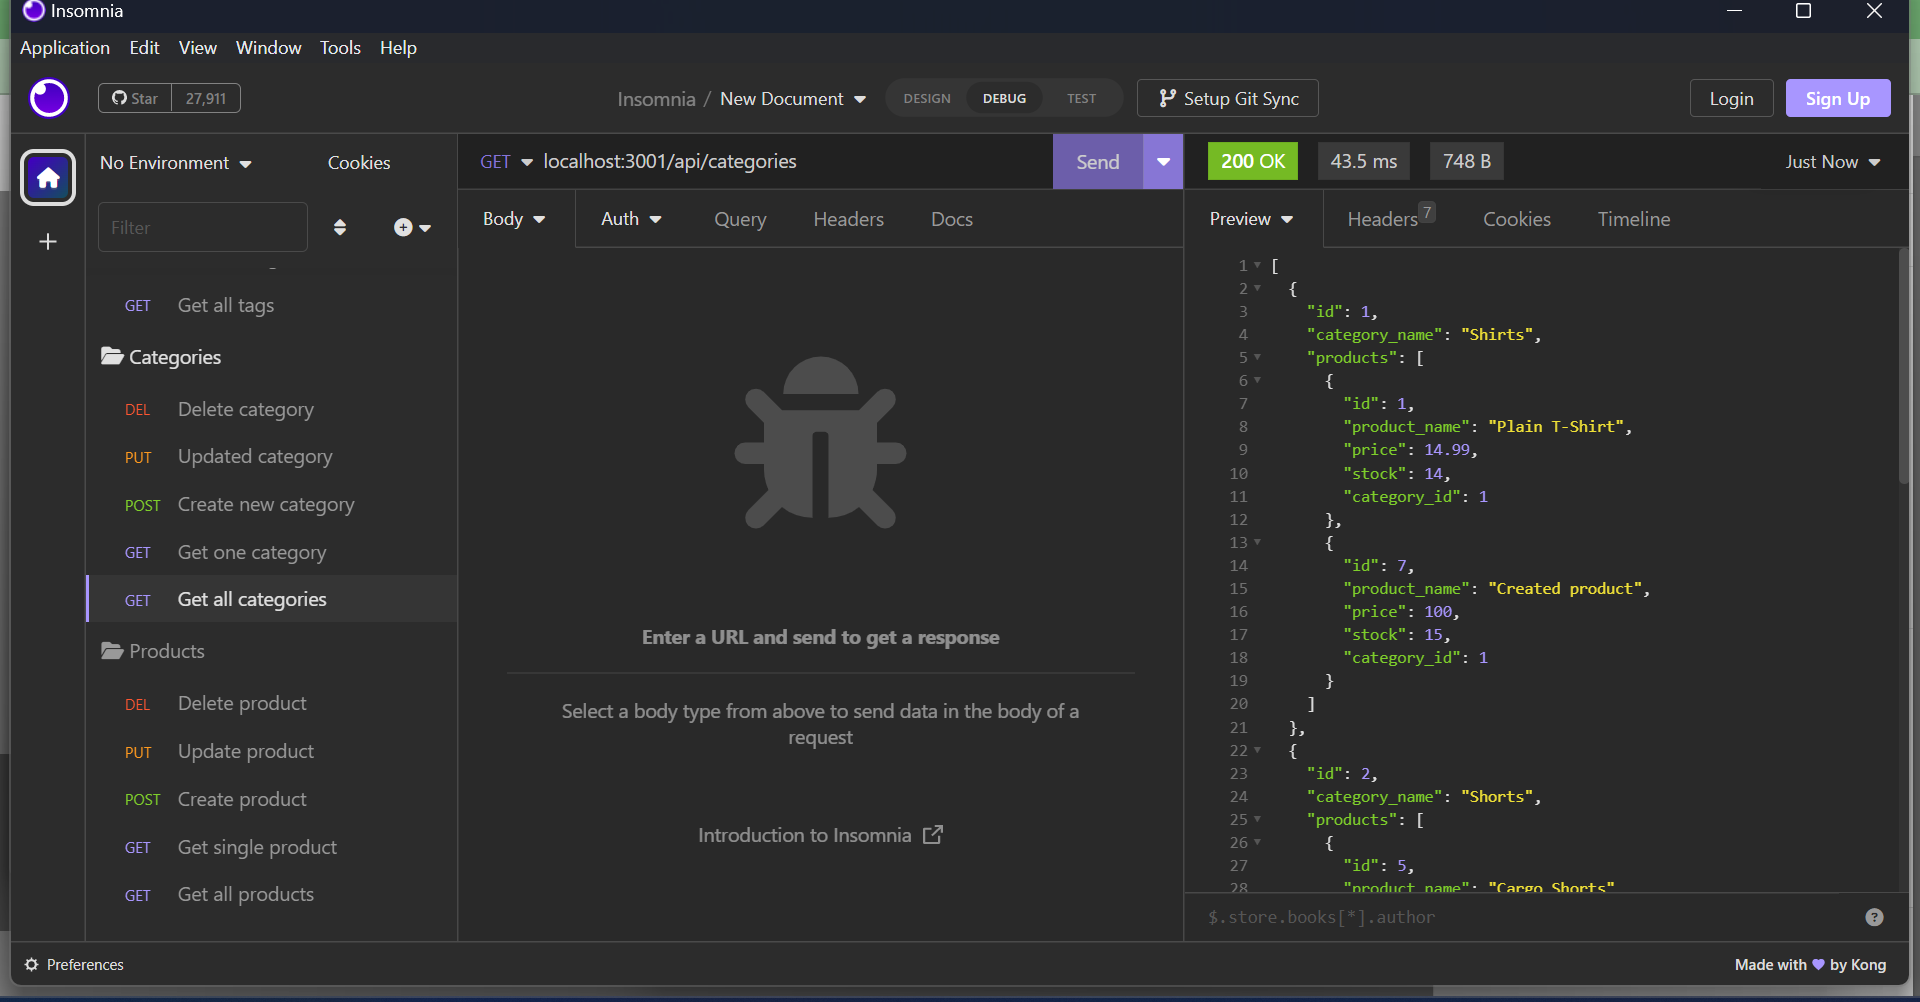 Insomnia
Application Edit View Window Tools Help
Star 27,911
Insomnia / New Document
DESIGN DEBUG TEST
Setup Git Sync
Login
Sign Up
No Environment
Cookies
Filter
GET Get all tags
Categories
DEL Delete category
PUT Updated category
POST Create new category
GET Get one category
GET Get all categories
Products
DEL Delete product
PUT Update product
POST Create product
GET Get single product
GET Get all products
GET localhost:3001/api/categories
Send
Body Auth Query Headers Docs
Enter a URL and send to get a response
Select a body type from above to send data in the body of a
request
Introduction to Insomnia
200 OK 43.5 ms 748 B
Just Now
Preview Headers 7 Cookies Timeline
1 [
2 {
3 "id": 1,
4 "category_name": "Shirts",
5 "products": [
6 {
7 "id": 1,
8 "product_name": "Plain T-Shirt",
9 "price": 14.99,
10 "stock": 14,
11 "category_id": 1
12 },
13 {
14 "id": 7,
15 "product_name": "Created product",
16 "price": 100,
17 "stock": 15,
18 "category_id": 1
19 }
20 ]
21 },
22 {
23 "id": 2,
24 "category_name": "Shorts",
25 "products": [
26 {
27 "id": 5,
28 "product_name": "Cargo Shorts"
$.store.books[*].author
?
Preferences
Made with 💜 by Kong